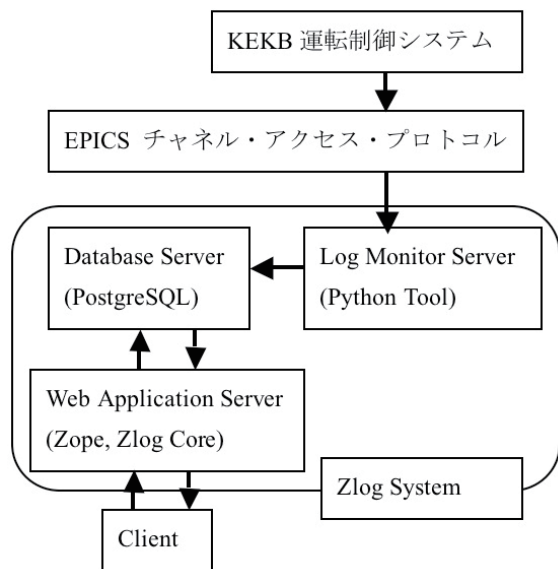 KEKB 運転制御システム
EPICS チャネル・アクセス・プロトコル
Database Server
(PostgreSQL)
Log Monitor Server
(Python Tool)
Web Application Server
(Zope, Zlog Core)
Zlog System
Client